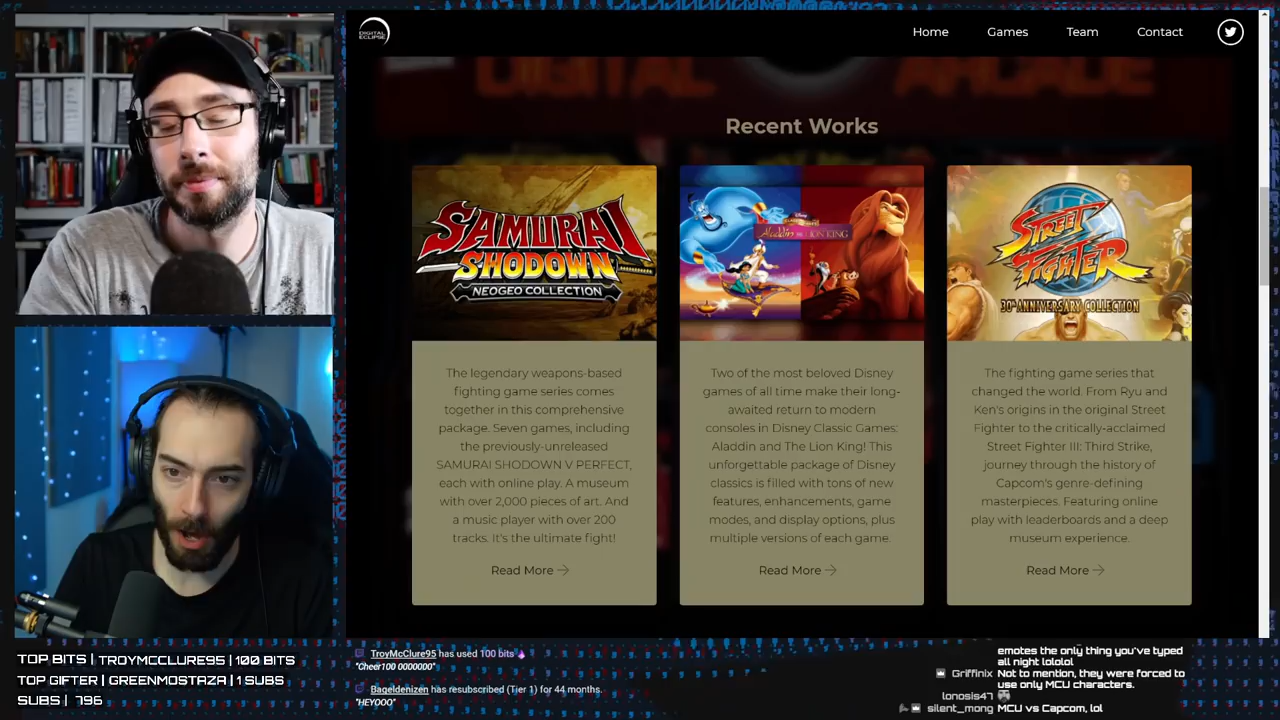 DIGITAL
ECLIPSE
Home
Games
Team
Contact
DIGITAL
ARCADE
Recent Works
SAMURAI
SHODOWN
NEOGEO COLLECTION
The legendary weapons-based
fighting game series comes
together in this comprehensive
package. Seven games, including
the previously-unreleased
SAMURAI SHODOWN V PERFECT,
each with online play. A museum
with over 2,000 pieces of art. And
a music player with over 200
tracks. It's the ultimate fight!
Read More
Disney
Aladdin
THE LION KING
Two of the most beloved Disney
games of all time make their long-
awaited return to modern
consoles in Disney Classic Games:
Aladdin and The Lion King! This
unforgettable package of Disney
classics is filled with tons of new
features, enhancements, game
modes, and display options, plus
multiple versions of each game.
Read More
STREET
FIGHTER
30th ANNIVERSARY COLLECTION
The fighting game series that
changed the world. From Ryu and
Ken's origins in the original Street
Fighter to the critically-acclaimed
Street Fighter III: Third Strike,
journey through the history of
Capcom's genre-defining
masterpieces. Featuring online
play with leaderboards and a deep
museum experience.
Read More
TOP BITS | TROYMCCLURE95 | 100 BITS
TOP GIFTER | GREENMOSTAZA | 1 SUBS
SUBS | 796
TroyMcClure95 has used 100 bits
"Cheer100 0000000"
Bageldenizen has resubscribed (Tier 1) for 44 months.
"HEYOOO"
emotes the only thing you've typed
all night lololol
Griffinix Not to mention, they were forced to
use only MCU characters.
lonosis47
silent_mong MCU vs Capcom, lol